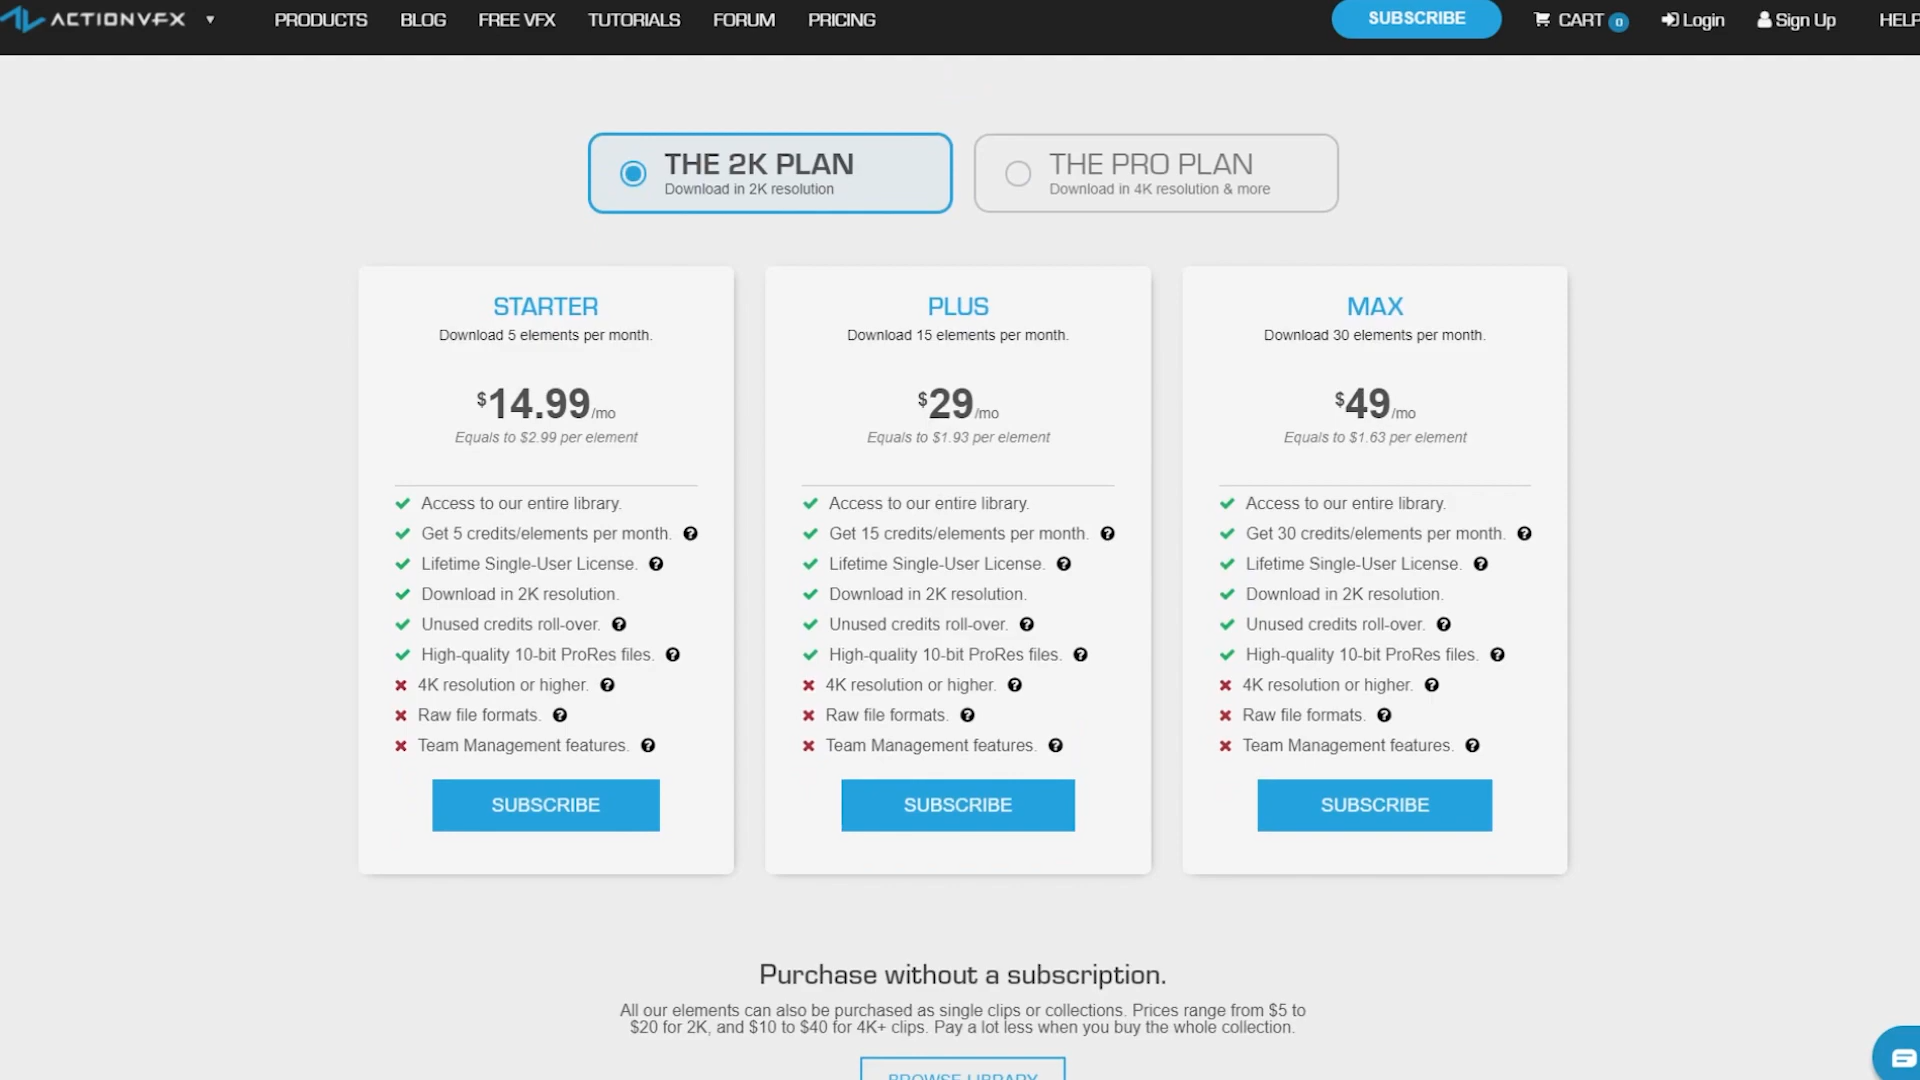 ACTIONVFX
PRODUCTS
BLOG
FREE VFX
TUTORIALS
FORUM
PRICING
SUBSCRIBE
CART 0
Login
Sign Up
HELP
THE 2K PLAN
Download in 2K resolution
THE PRO PLAN
Download in 4K resolution & more
STARTER
Download 5 elements per month.
$14.99/mo
Equals to $2.99 per element
Access to our entire library.
Get 5 credits/elements per month. ?
Lifetime Single-User License. ?
Download in 2K resolution.
Unused credits roll-over. ?
High-quality 10-bit ProRes files. ?
4K resolution or higher. ?
Raw file formats. ?
Team Management features. ?
SUBSCRIBE
PLUS
Download 15 elements per month.
$29/mo
Equals to $1.93 per element
Access to our entire library.
Get 15 credits/elements per month. ?
Lifetime Single-User License. ?
Download in 2K resolution.
Unused credits roll-over. ?
High-quality 10-bit ProRes files. ?
4K resolution or higher. ?
Raw file formats. ?
Team Management features. ?
SUBSCRIBE
MAX
Download 30 elements per month.
$49/mo
Equals to $1.63 per element
Access to our entire library.
Get 30 credits/elements per month. ?
Lifetime Single-User License. ?
Download in 2K resolution.
Unused credits roll-over. ?
High-quality 10-bit ProRes files. ?
4K resolution or higher. ?
Raw file formats. ?
Team Management features. ?
SUBSCRIBE
Purchase without a subscription.
All our elements can also be purchased as single clips or collections. Prices range from $5 to
$20 for 2K, and $10 to $40 for 4K+ clips. Pay a lot less when you buy the whole collection.
BROWSE LIBRARY